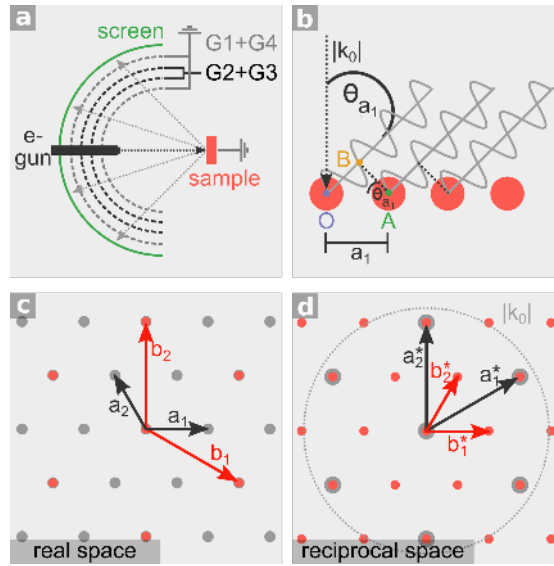 a
screen
G1+G4
G2+G3
e-
gun
sample
b
|k₀|
θa₁
B
θa₁
O
A
a₁
c
b₂
a₂
a₁
b₁
real space
d
|k₀|
a₂*
b₂*
a₁*
b₁*
reciprocal space